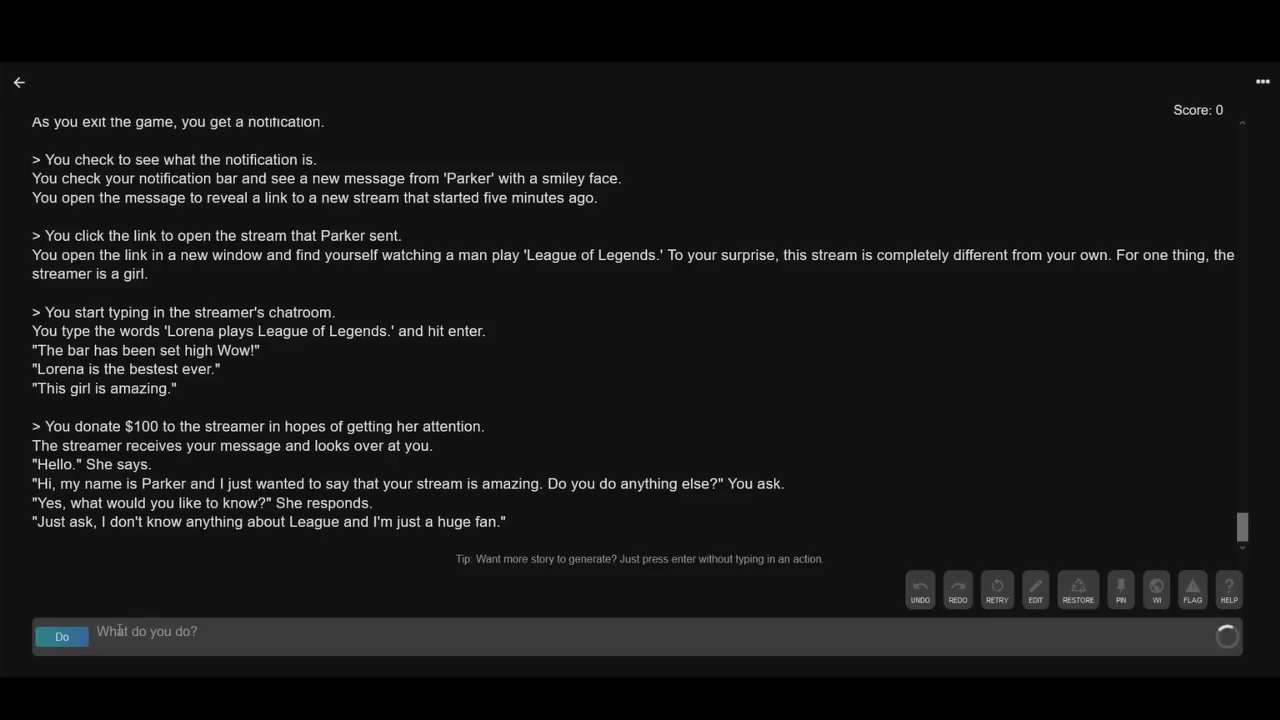 Score: 0
As you exit the game, you get a notification.
> You check to see what the notification is.
You check your notification bar and see a new message from 'Parker' with a smiley face.
You open the message to reveal a link to a new stream that started five minutes ago.
> You click the link to open the stream that Parker sent.
You open the link in a new window and find yourself watching a man play 'League of Legends.' To your surprise, this stream is completely different from your own. For one thing, the
streamer is a girl.
> You start typing in the streamer's chatroom.
You type the words 'Lorena plays League of Legends.' and hit enter.
"The bar has been set high Wow!"
"Lorena is the bestest ever."
"This girl is amazing."
> You donate $100 to the streamer in hopes of getting her attention.
The streamer receives your message and looks over at you.
"Hello." She says.
"Hi, my name is Parker and I just wanted to say that your stream is amazing. Do you do anything else?" You ask.
"Yes, what would you like to know?" She responds.
"Just ask, I don't know anything about League and I'm just a huge fan."
Tip: Want more story to generate? Just press enter without typing in an action.
UNDO REDO RETRY EDIT RESTORE PIN WI FLAG HELP
Do What do you do?